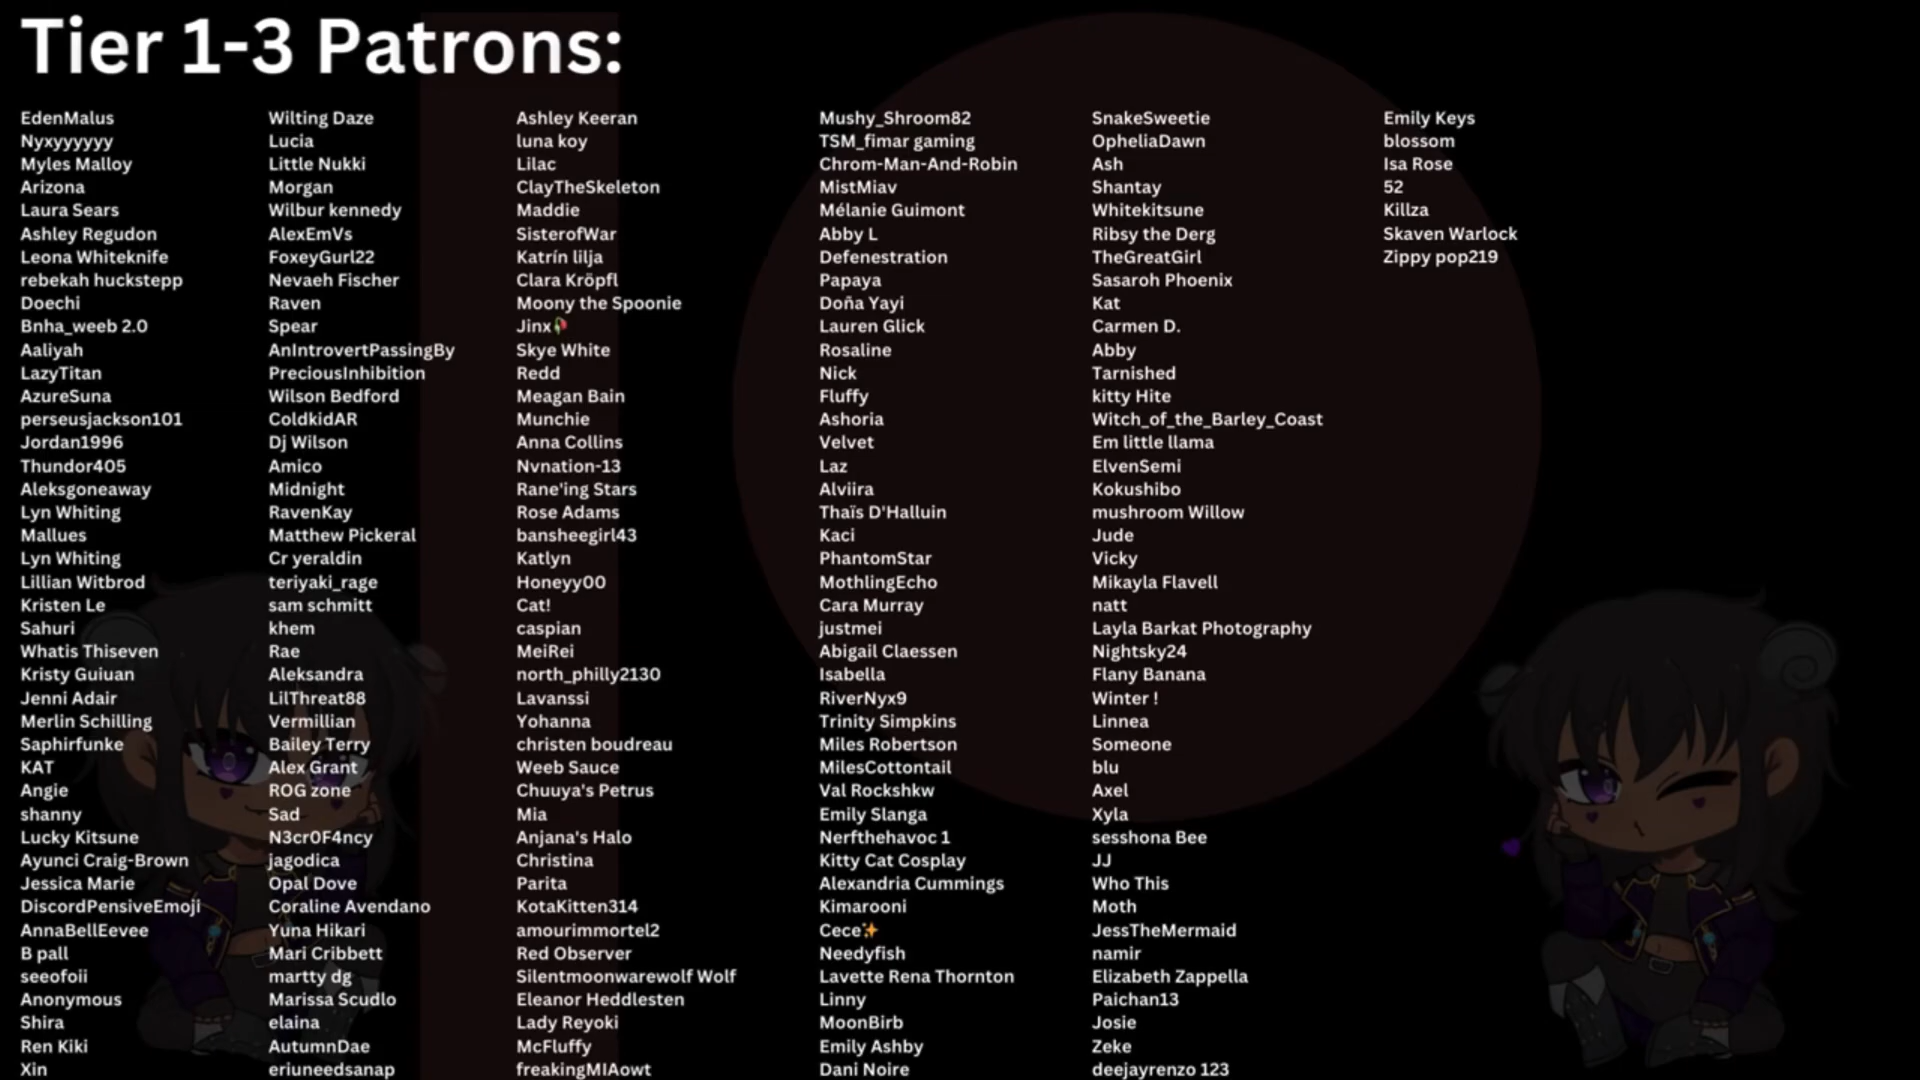 Tier 1-3 Patrons:
EdenMalus
Nyxyyyyyy
Myles Malloy
Arizona
Laura Sears
Ashley Regudon
Leona Whiteknife
rebekah huckstepp
Doechi
Bnha_weeb 2.0
Aaliyah
LazyTitan
AzureSuna
perseusjackson101
Jordan1996
Thundor405
Aleksgoneaway
Lyn Whiting
Mallues
Lyn Whiting
Lillian Witbrod
Kristen Le
Sahuri
Whatis Thiseven
Kristy Guiuan
Jenni Adair
Merlin Schilling
Saphirfunke
KAT
Angie
shanny
Lucky Kitsune
Ayunci Craig-Brown
Jessica Marie
DiscordPensiveEmoji
AnnaBellEevee
B pall
seeofoii
Anonymous
Shira
Ren Kiki
Xin
Wilting Daze
Lucia
Little Nukki
Morgan
Wilbur kennedy
AlexEmVs
FoxeyGurl22
Nevaeh Fischer
Raven
Spear
AnIntrovertPassingBy
PreciousInhibition
Wilson Bedford
ColdkidAR
Dj Wilson
Amico
Midnight
RavenKay
Matthew Pickeral
Cr yeraldin
teriyaki_rage
sam schmitt
khem
Rae
Aleksandra
LilThreat88
Vermillian
Bailey Terry
Alex Grant
ROG zone
Sad
N3cr0F4ncy
jagodica
Opal Dove
Coraline Avendano
Yuna Hikari
Mari Cribbett
martty dg
Marissa Scudlo
elaina
AutumnDae
eriuneedsanap
Ashley Keeran
luna koy
Lilac
ClayTheSkeleton
Maddie
SisterofWar
Katrín lilja
Clara Kröpfl
Moony the Spoonie
Jinx🥀
Skye White
Redd
Meagan Bain
Munchie
Anna Collins
Nvnation-13
Rane'ing Stars
Rose Adams
bansheegirl43
Katlyn
Honeyy00
Cat!
caspian
MeiRei
north_philly2130
Lavanssi
Yohanna
christen boudreau
Weeb Sauce
Chuuya's Petrus
Mia
Anjana's Halo
Christina
Parita
KotaKitten314
amourimmortel2
Red Observer
Silentmoonwarewolf Wolf
Eleanor Heddlesten
Lady Reyoki
McFluffy
freakingMIAowt
Mushy_Shroom82
TSM_fimar gaming
Chrom-Man-And-Robin
MistMiav
Mélanie Guimont
Abby L
Defenestration
Papaya
Doña Yayi
Lauren Glick
Rosaline
Nick
Fluffy
Ashoria
Velvet
Laz
Alviira
Thaïs D'Halluin
Kaci
PhantomStar
MothlingEcho
Cara Murray
justmei
Abigail Claessen
Isabella
RiverNyx9
Trinity Simpkins
Miles Robertson
MilesCottontail
Val Rockshkw
Emily Slanga
Nerfthehavoc 1
Kitty Cat Cosplay
Alexandria Cummings
Kimarooni
Cece✨
Needyfish
Lavette Rena Thornton
Linny
MoonBirb
Emily Ashby
Dani Noire
SnakeSweetie
OpheliaDawn
Ash
Shantay
Whitekitsune
Ribsy the Derg
TheGreatGirl
Sasaroh Phoenix
Kat
Carmen D.
Abby
Tarnished
kitty Hite
Witch_of_the_Barley_Coast
Em little llama
ElvenSemi
Kokushibo
mushroom Willow
Jude
Vicky
Mikayla Flavell
natt
Layla Barkat Photography
Nightsky24
Flany Banana
Winter !
Linnea
Someone
blu
Axel
Xyla
sesshona Bee
JJ
Who This
Moth
JessTheMermaid
namir
Elizabeth Zappella
Paichan13
Josie
Zeke
deejayrenzo 123
Emily Keys
blossom
Isa Rose
52
Killza
Skaven Warlock
Zippy pop219